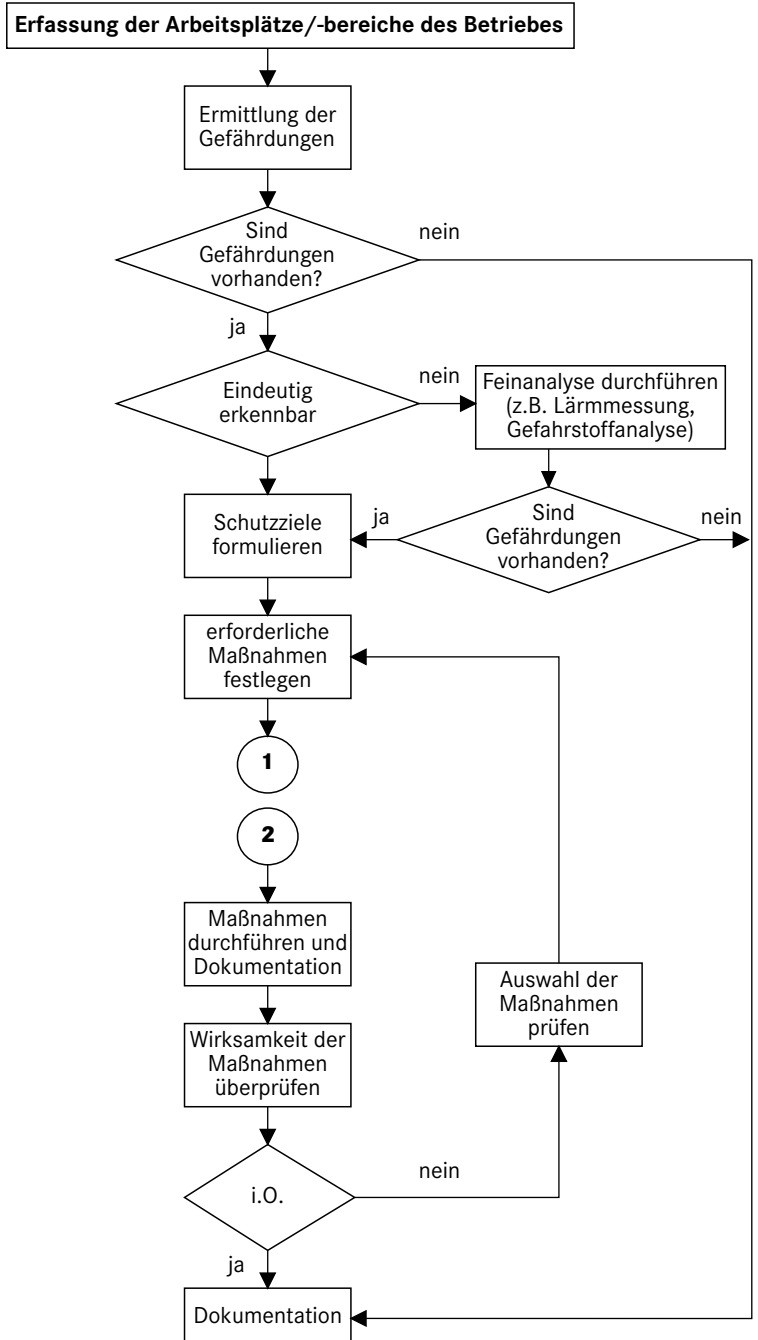 Erfassung der Arbeitsplätze/-bereiche des Betriebes
Ermittlung der
Gefährdungen
Sind
Gefährdungen
vorhanden?
nein
ja
Eindeutig
erkennbar
nein
Feinanalyse durchführen
(z.B. Lärmmessung,
Gefahrstoffanalyse)
Schutzziele
formulieren
ja
Sind
Gefährdungen
vorhanden?
nein
erforderliche
Maßnahmen
festlegen
1
2
Maßnahmen
durchführen und
Dokumentation
Auswahl der
Maßnahmen
prüfen
Wirksamkeit der
Maßnahmen
überprüfen
i.O.
nein
ja
Dokumentation